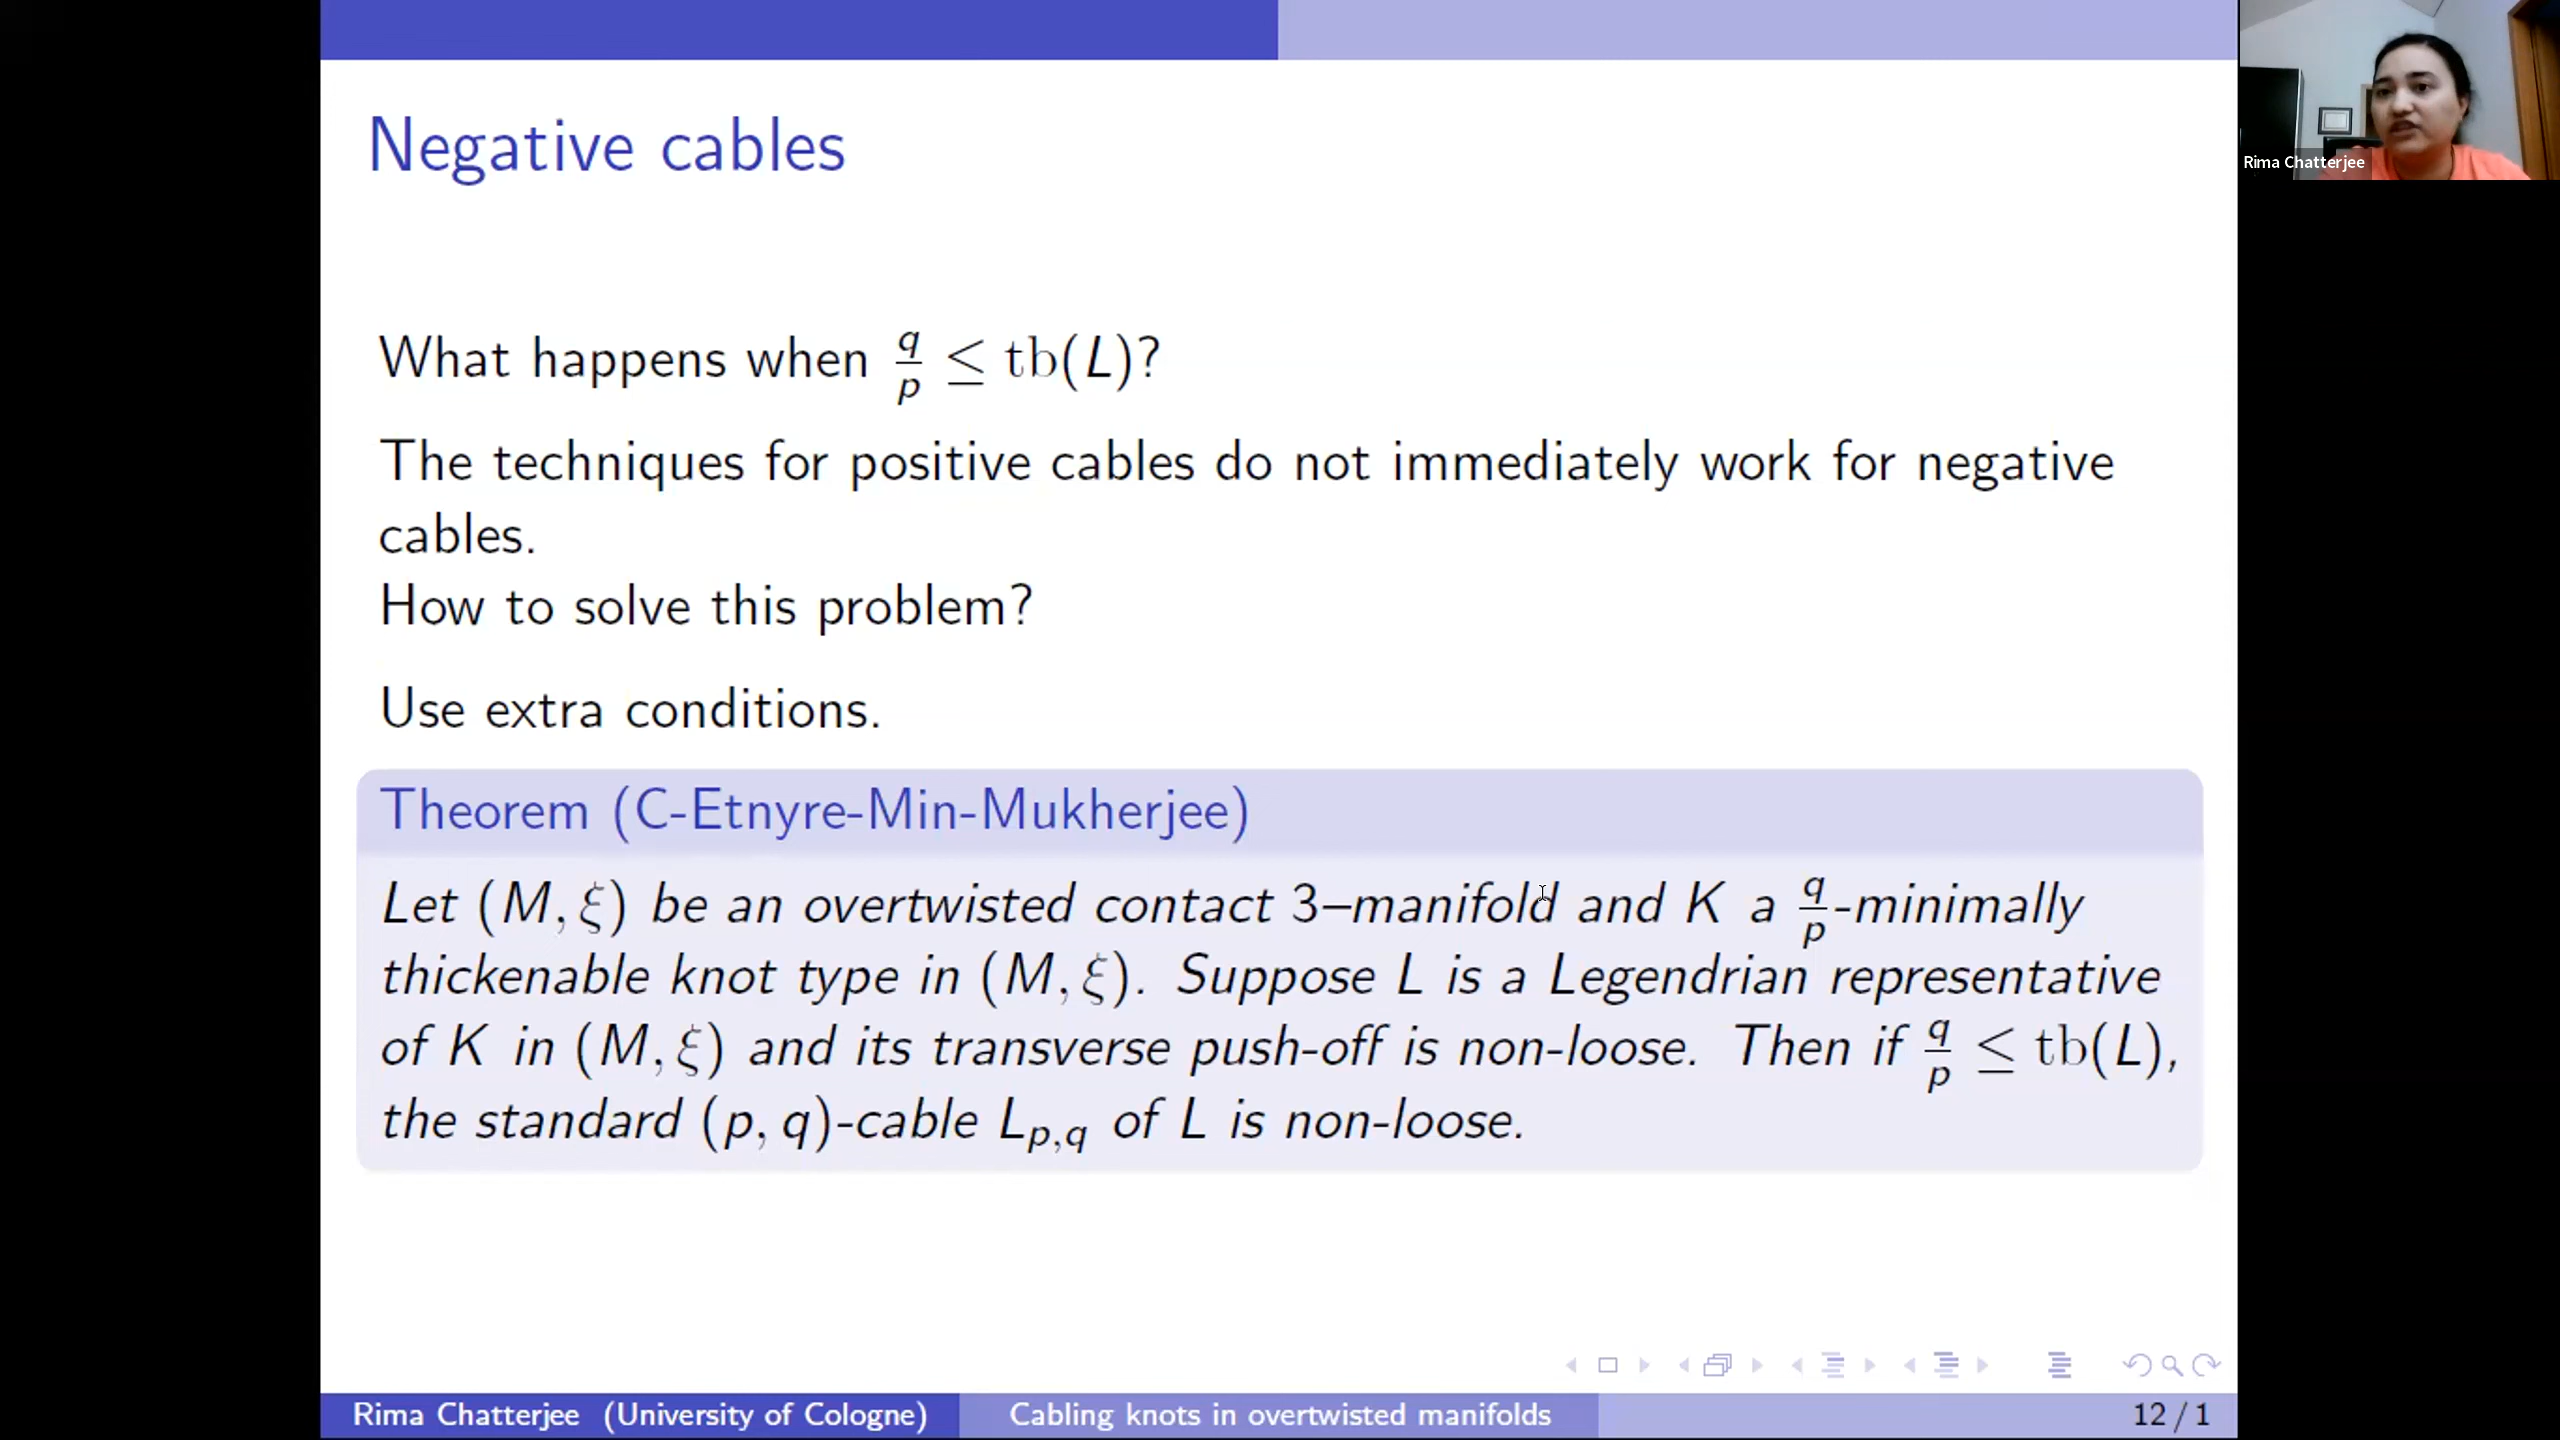 Negative cables
Rima Chatterjee
What happens when q/p ≤ tb(L)?
The techniques for positive cables do not immediately work for negative
cables.
How to solve this problem?
Use extra conditions.
Theorem (C-Etnyre-Min-Mukherjee)
Let (M, ξ) be an overtwisted contact 3–manifold and K a q/p-minimally
thickenable knot type in (M, ξ). Suppose L is a Legendrian representative
of K in (M, ξ) and its transverse push-off is non-loose. Then if q/p ≤ tb(L),
the standard (p, q)-cable Lp,q of L is non-loose.
Rima Chatterjee (University of Cologne)
Cabling knots in overtwisted manifolds
12 / 1